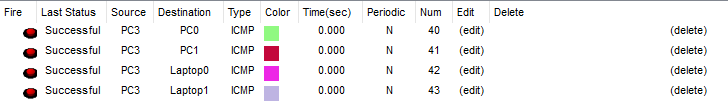 Fire Last Status Source Destination Type Color Time(sec) Periodic Num Edit Delete
Successful PC3 PC0 ICMP 0.000 N 40 (edit) (delete)
Successful PC3 PC1 ICMP 0.000 N 41 (edit) (delete)
Successful PC3 Laptop0 ICMP 0.000 N 42 (edit) (delete)
Successful PC3 Laptop1 ICMP 0.000 N 43 (edit) (delete)